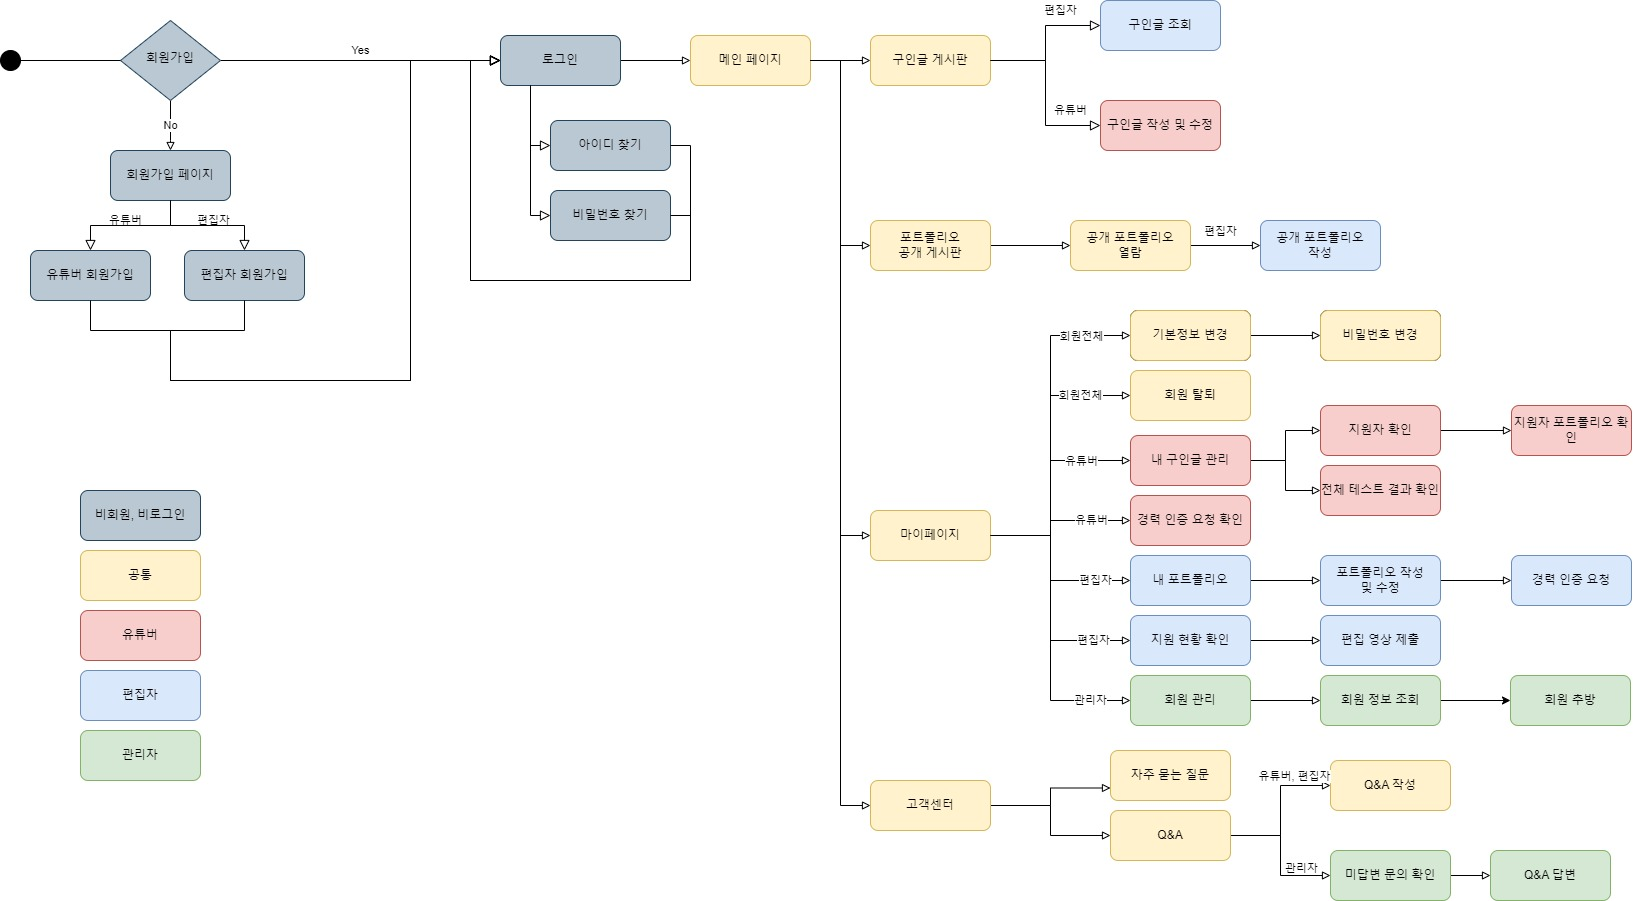 회원가입
Yes
No
회원가입 페이지
유튜버
편집자
유튜버 회원가입
편집자 회원가입
로그인
아이디 찾기
비밀번호 찾기
메인 페이지
구인글 게시판
편집자
구인글 조회
유튜버
구인글 작성 및 수정
포트폴리오
공개 게시판
공개 포트폴리오
열람
편집자
공개 포트폴리오
작성
마이페이지
회원전체
기본정보 변경
비밀번호 변경
회원전체
회원 탈퇴
유튜버
내 구인글 관리
지원자 확인
지원자 포트폴리오 확
인
전체 테스트 결과 확인
유튜버
경력 인증 요청 확인
편집자
내 포트폴리오
포트폴리오 작성
및 수정
경력 인증 요청
편집자
지원 현황 확인
편집 영상 제출
관리자
회원 관리
회원 정보 조회
회원 추방
고객센터
자주 묻는 질문
Q&A
유튜버, 편집자
Q&A 작성
관리자
미답변 문의 확인
Q&A 답변
비회원, 비로그인
공통
유튜버
편집자
관리자